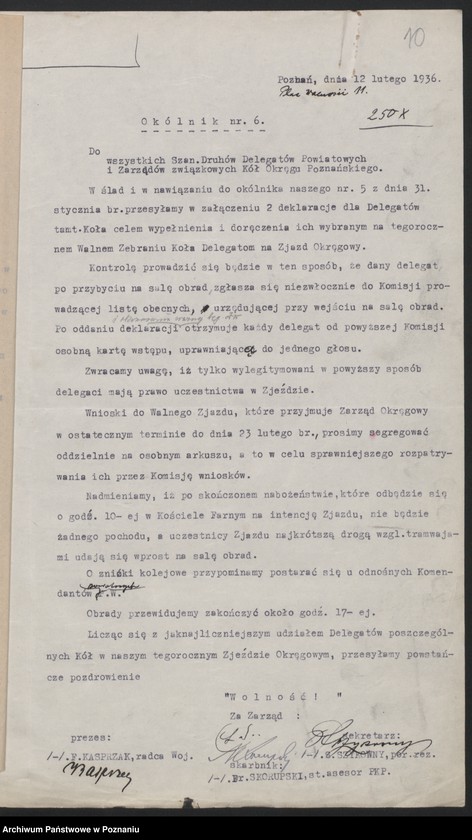 10
Poznań, dnia 12 lutego 1936.
Plac Wolności 11.
250 x
Okólnik nr. 6.
Do
wszystkich Szan.Druhów Delegatów Powiatowych
i Zarządów związkowych Kół Okręgu Poznańskiego.
W ślad i w nawiązaniu do okólnika naszego nr. 5 z dnia 31.
stycznia br.przesyłamy w załączeniu 2 deklaracje dla Delegatów
tamt.Koła celem wypełnienia i doręczenia ich wybranym na tegorocz-
nem Walnem Zebraniu Koła Delegatom na Zjazd Okręgowy.
Kontrolę prowadzić się będzie w ten sposób, że dany delegat
po przybyciu na salę obrad zgłasza się niezwłocznie do Komisji pro-
wadzącej listę obecnych, urzędującej przy wejściu na salę obrad.
Po oddaniu deklaracji otrzymuje każdy delegat od powyższej Komisji
osobną kartę wstępu, uprawniającą do jednego głosu.
Zwracamy uwagę, iż tylko wylegitymowani w powyższy sposób
delegaci mają prawo uczestnictwa w Zjeździe.
Wnioski do Walnego Zjazdu, które przyjmuje Zarząd Okręgowy
w ostatecznym terminie do dnia 23 lutego br., prosimy segregować
oddzielnie na osobnym arkuszu, a to w celu sprawniejszego rozpatry-
wania ich przez Komisję wniosków.
Nadmieniamy, iż po skończonem nabożeństwie,które odbędzie się
o godź. 10- ej w Kościele Farnym na intencję Zjazdu, nie będzie
żadnego pochodu, a uczestnicy Zjazdu najkrótszą drogą wzgl.tramwaja-
mi udają się wprost na salę obrad.
O zniżki kolejowe przypominamy postarać się u odnośnych Komen-
dantów p.w.
Obrady przewidujemy zakończyć około godź. 17- ej.
Licząc się z jaknajliczniejszym udziałem Delegatów poszczegól-
nych Kół w naszym tegorocznym Zjeździe Okręgowym, przesyłamy powstań-
cze pozdrowienie
"Wolność! "
Za Zarząd :
prezes: sekretarz:
/-/.F.KASPRZAK,radca Woj. /-/.S.SZYROWNY,por.rez.
skarbnik:
/-/.Fr.SKORUPSKI,st.asesor PKP.
Archiwum Państwowe w Poznaniu